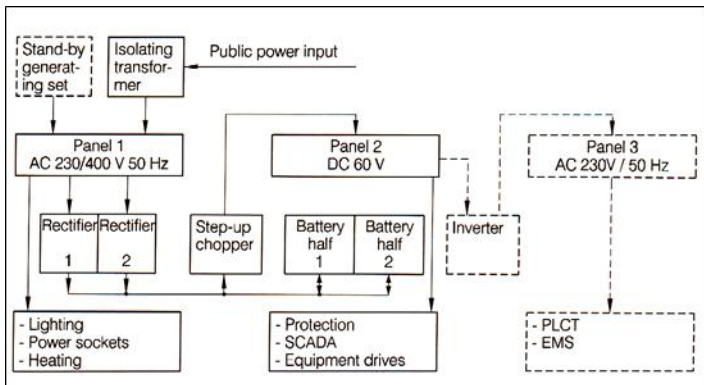 Stand-by
generat-
ing set
Isolating
transfor-
mer
Public power input
Panel 1
AC 230/400 V 50 Hz
Panel 2
DC 60 V
Panel 3
AC 230V / 50 Hz
Rectifier
1
Rectifier
2
Step-up
chopper
Battery
half
1
Battery
half
2
Inverter
- Lighting
- Power sockets
- Heating
- Protection
- SCADA
- Equipment drives
- PLCT
- EMS